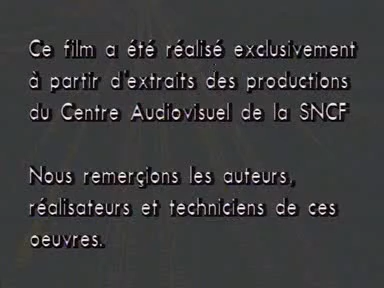 Ce film a été réalisé exclusivement
à partir d'extraits des productions
du Centre Audiovisuel de la SNCF
Nous remerçions les auteurs,
réalisateurs et techniciens de ces
oeuvres.